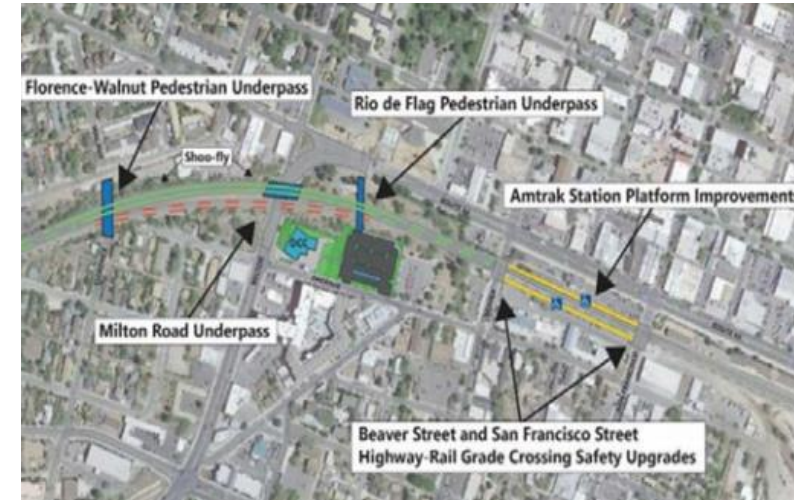 Florence-Walnut Pedestrian Underpass
Rio de Flag Pedestrian Underpass
Shoo-fly
Amtrak Station Platform Improvement
DCC
Milton Road Underpass
Beaver Street and San Francisco Street
Highway-Rail Grade Crossing Safety Upgrades